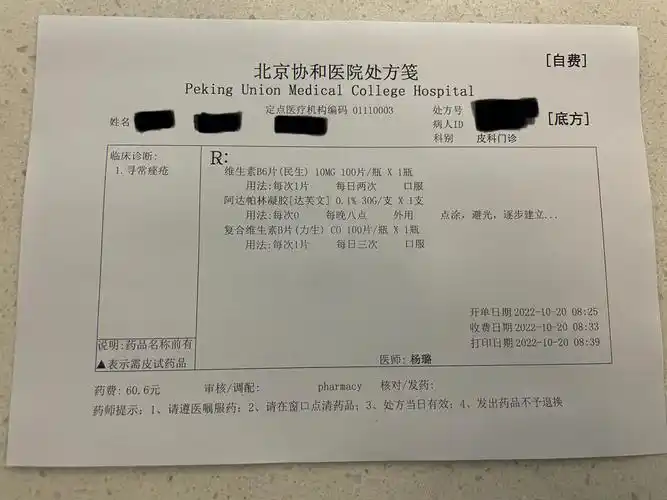 [自费]
北京协和医院处方笺
Peking Union Medical College Hospital
定点医疗机构编码 01110003
处方号
姓名
病人ID
[底方]
科别 皮科门诊
临床诊断:
1.寻常痤疮
R:
维生素B6片(民生) 10MG 100片/瓶 X 1瓶
用法:每次1片 每日两次 口服
阿达帕林凝胶[达芙文] 0.1% 30G/支 X 1支
用法:每次0 每晚八点 外用 点涂，避光，逐步建立...
复合维生素B片(力生) CO 100片/瓶 X 1瓶
用法:每次1片 每日三次 口服
开单日期 2022-10-20 08:25
收费日期 2022-10-20 08:33
打印日期 2022-10-20 08:39
说明:药品名称前有
▲表示需皮试药品
医师: 杨璐
药费: 60.6元 审核/调配: pharmacy 核对/发药:
药师提示: 1、请遵医嘱服药; 2、请在窗口点清药品; 3、处方当日有效; 4、发出药品不予退换